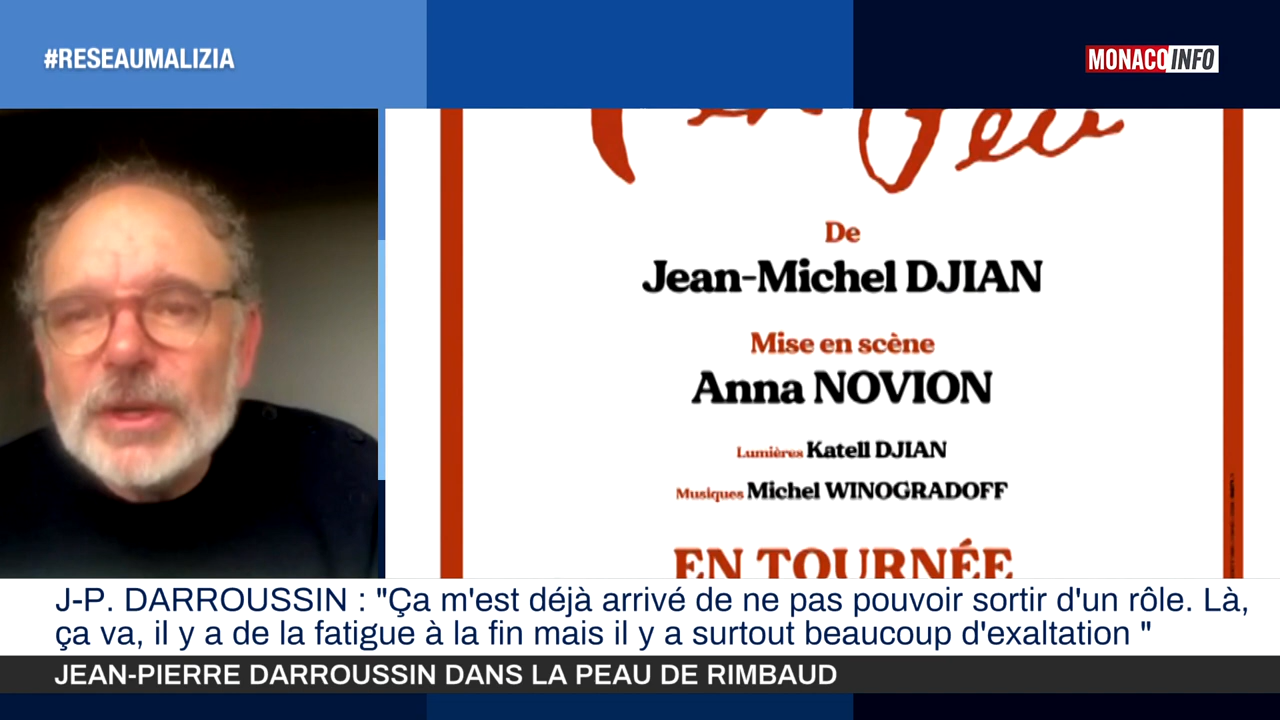 #RESEAUMALIZIA
MONACOINFO
De
Jean-Michel DJIAN
Mise en scène
Anna NOVION
Lumières Katell DJIAN
Musiques Michel WINOGRADOFF
EN TOURNÉE
J-P. DARROUSSIN : "Ça m'est déjà arrivé de ne pas pouvoir sortir d'un rôle. Là,
ça va, il y a de la fatigue à la fin mais il y a surtout beaucoup d'exaltation "
JEAN-PIERRE DARROUSSIN DANS LA PEAU DE RIMBAUD